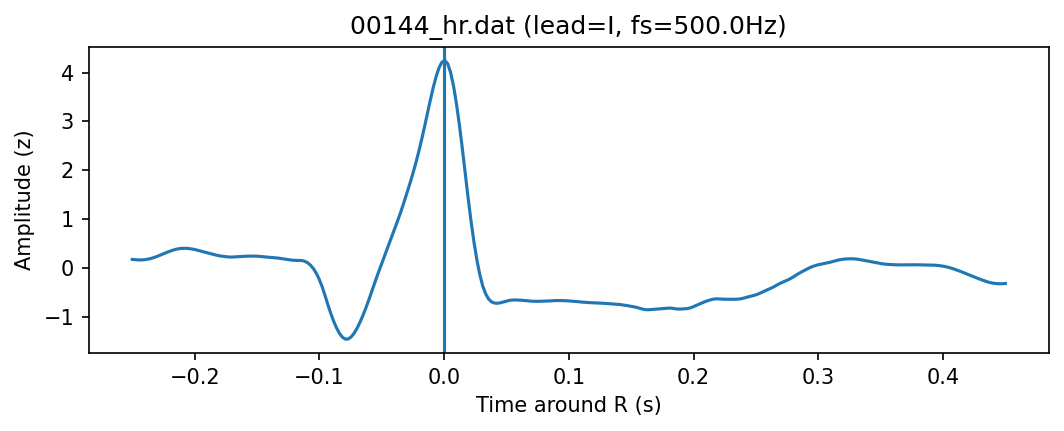 00144_hr.dat (lead=I, fs=500.0Hz)
Amplitude (z)
4
3
2
1
0
−1
−0.2 −0.1 0.0 0.1 0.2 0.3 0.4
Time around R (s)